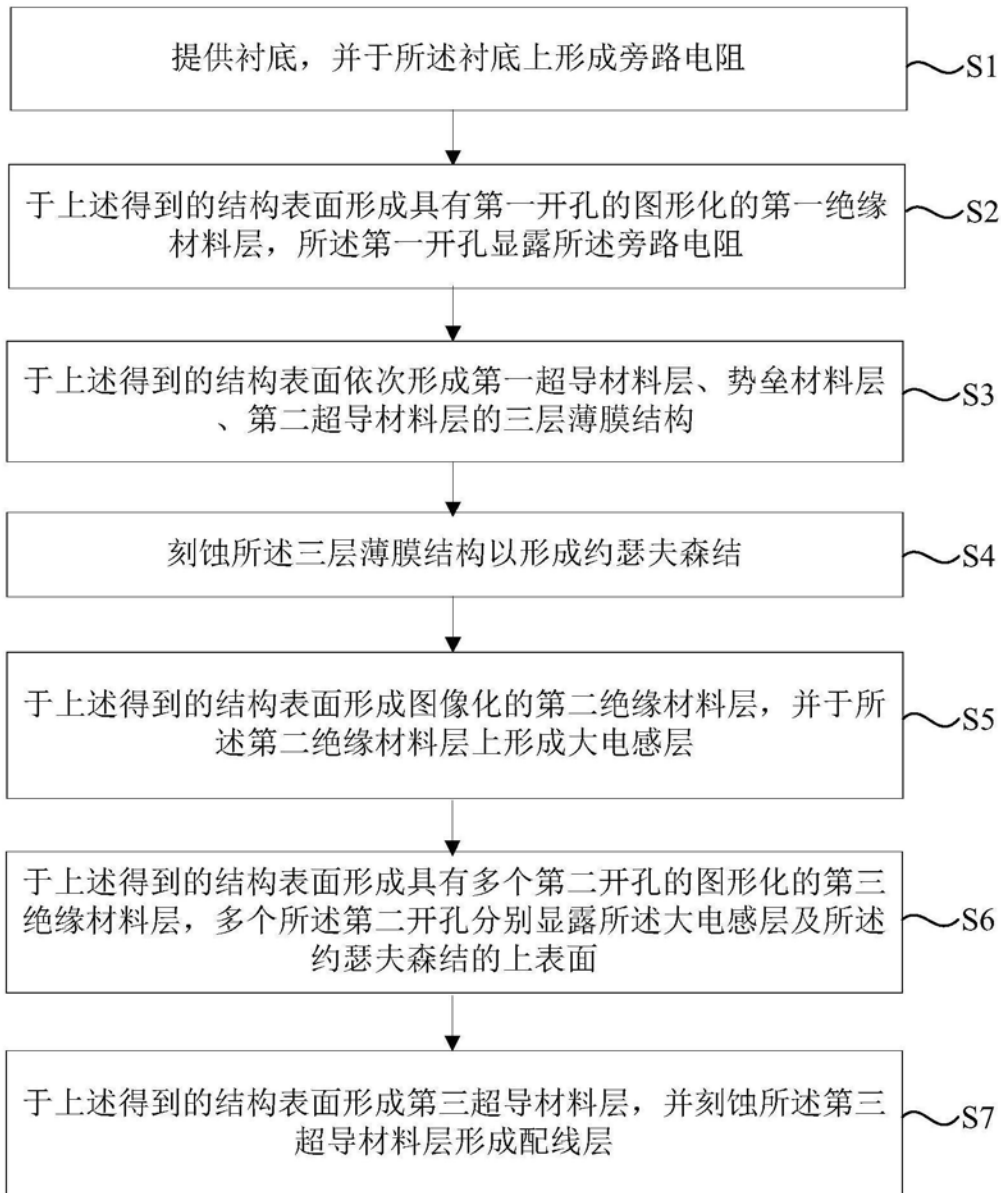 提供衬底，并于所述衬底上形成旁路电阻
S1
于上述得到的结构表面形成具有第一开孔的图形化的第一绝缘
材料层，所述第一开孔显露所述旁路电阻
S2
于上述得到的结构表面依次形成第一超导材料层、势垒材料层
、第二超导材料层的三层薄膜结构
S3
刻蚀所述三层薄膜结构以形成约瑟夫森结
S4
于上述得到的结构表面形成图像化的第二绝缘材料层，并于所
述第二绝缘材料层上形成大电感层
S5
于上述得到的结构表面形成具有多个第二开孔的图形化的第三
绝缘材料层，多个所述第二开孔分别显露所述大电感层及所述
约瑟夫森结的上表面
S6
于上述得到的结构表面形成第三超导材料层，并刻蚀所述第三
超导材料层形成配线层
S7